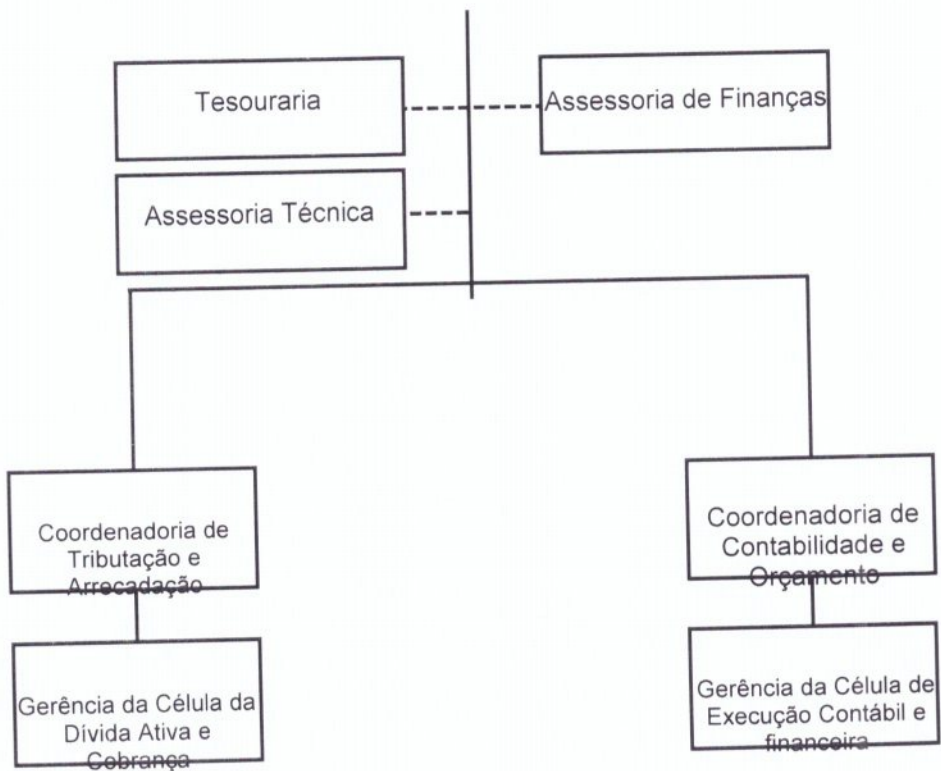 Tesouraria
Assessoria de Finanças
Assessoria Técnica
Coordenadoria de
Tributação e
Arrecadação
Coordenadoria de
Contabilidade e
Orçamento
Gerência da Célula da
Dívida Ativa e
Cobrança
Gerência da Célula de
Execução Contábil e
financeira